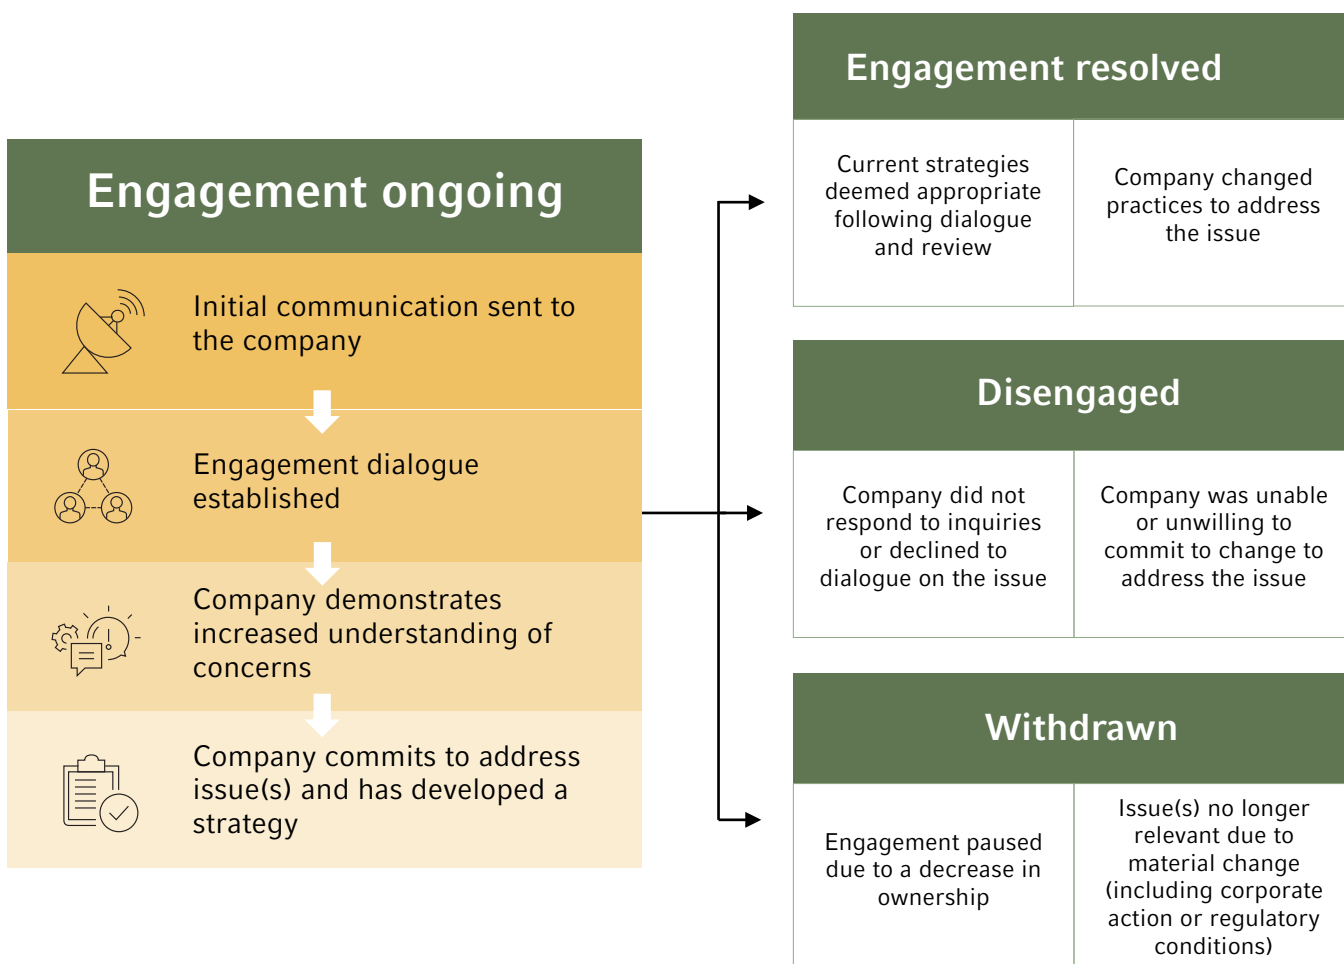 Engagement ongoing
Initial communication sent to
the company
Engagement dialogue
established
Company demonstrates
increased understanding of
concerns
Company commits to address
issue(s) and has developed a
strategy
Engagement resolved
Current strategies
deemed appropriate
following dialogue
and review
Company changed
practices to address
the issue
Disengaged
Company did not
respond to inquiries
or declined to
dialogue on the issue
Company was unable
or unwilling to
commit to change to
address the issue
Withdrawn
Engagement paused
due to a decrease in
ownership
Issue(s) no longer
relevant due to
material change
(including corporate
action or regulatory
conditions)